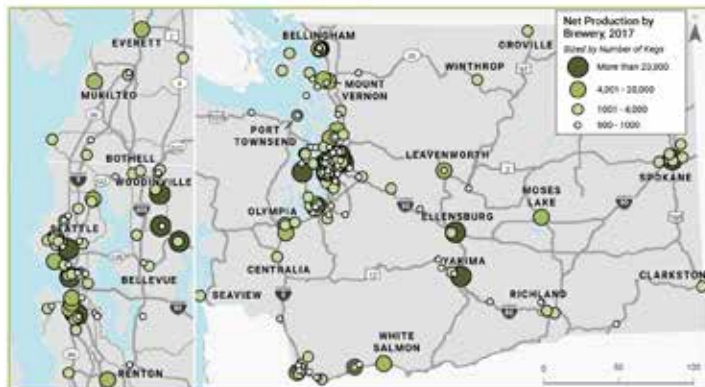 Net Production by
Brewery, 2017
Sized by Number of Kegs
More than 20,000
4,001 - 20,000
1001 - 4,000
500 - 1000
EVERETT
MUKILTEO
BOTHELL
WOODINVILLE
SEATTLE
BELLEVUE
RENTON
BELLINGHAM
OROVILLE
WINTHROP
MOUNT
VERNON
PORT
TOWNSEND
LEAVENWORTH
SPOKANE
MOSES
LAKE
OLYMPIA
ELLENSBURG
CENTRALIA
YAKIMA
CLARKSTON
SEAVIEW
RICHLAND
WHITE
SALMON
0
50
100